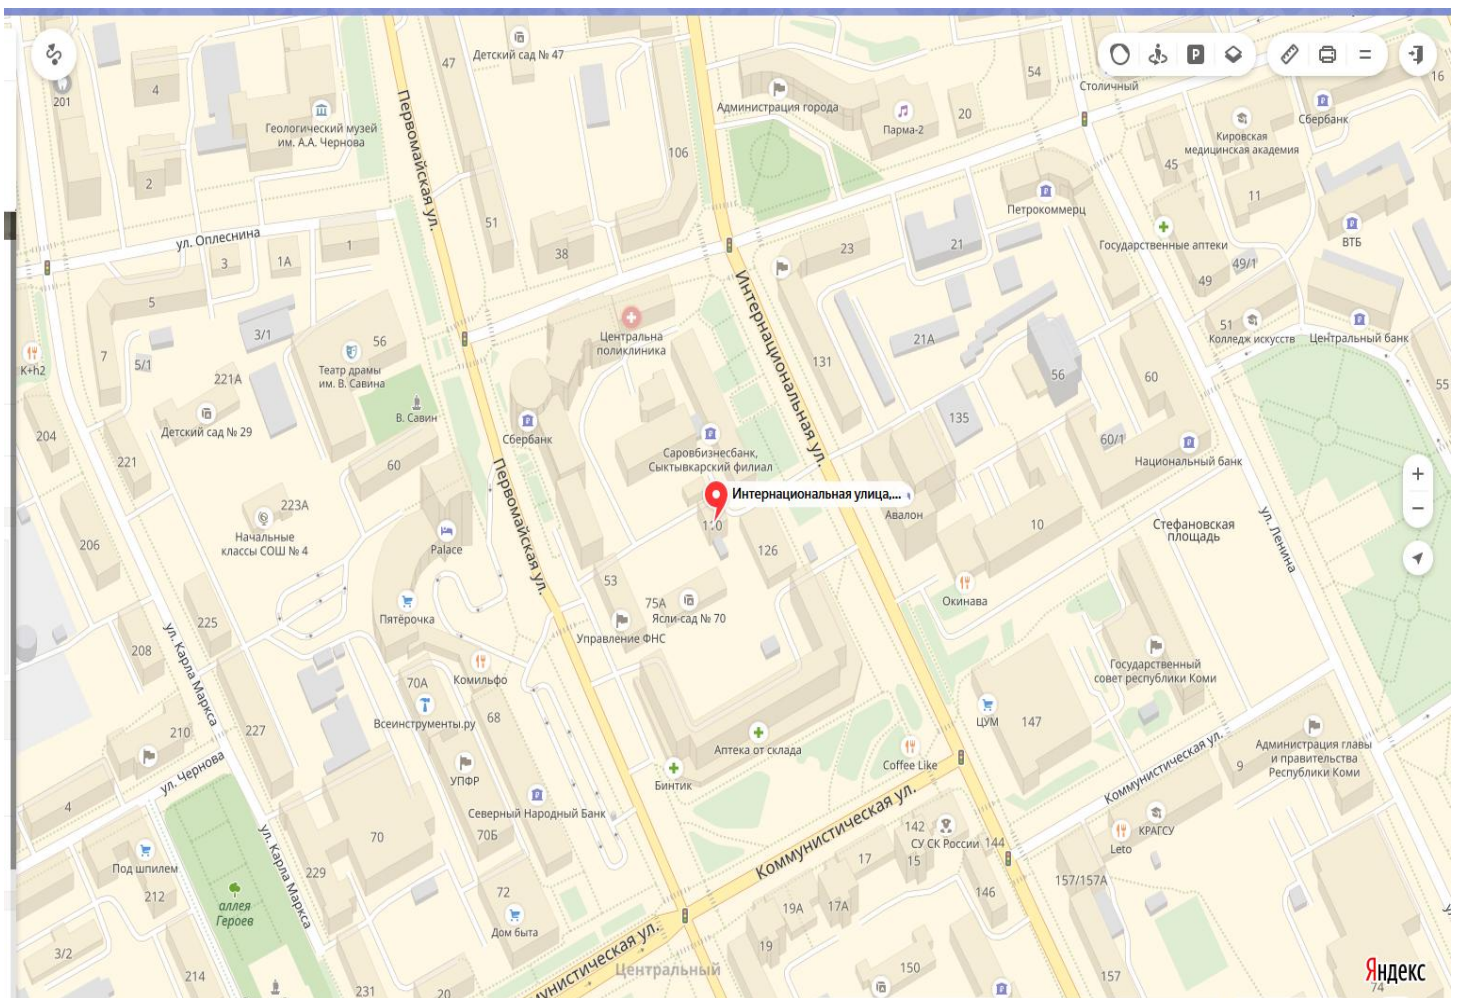 47
Детский сад № 47
54
Столичный
16
201
4
Администрация города
Парма-2
20
Сбербанк
Геологический музей
им. А.А. Чернова
Первомайская ул.
Кировская
медицинская академия
45
106
2
11
Петрокоммерц
51
ул. Оплеснина
1
38
23
21
Государственные аптеки
ВТБ
3
1А
49/1
49
5
Интернациональная ул.
3/1
56
Центральна
поликлиника
21А
51
Колледж искусств
Центральный банк
7
5/1
K+h2
131
Театр драмы
им. В. Савина
221А
56
60
55
В. Савин
135
204
Детский сад № 29
Сбербанк
60/1
Саровбизнесбанк,
Сыктывкарский филиал
Национальный банк
221
60
Первомайская ул.
Интернациональная улица,...
223А
Авалон
10
Стефановская
площадь
ул. Ленина
Начальные
классы СОШ № 4
Palace
206
126
53
75А
Ясли-сад № 70
Окинава
Пятёрочка
225
Управление ФНС
208
ул. Карла Маркса
Комильфо
Государственный
совет республики Коми
70А
Всеинструменты.ру
68
ЦУМ
147
210
227
Аптека от склада
Coffee Like
Коммунистическая ул.
Администрация главы
и правительства
Республики Коми
9
ул. Чернова
УПФР
Бинтик
4
Северный Народный Банк
70
70Б
Коммунистическая ул.
142
СУ СК России
144
КРАГСУ
Leto
ул. Карла Маркса
Под шпилем
17
15
229
212
157/157А
72
146
аллея
Героев
19А
17А
Дом быта
3/2
19
Центральный
150
214
231
20
157
74
Яндекс